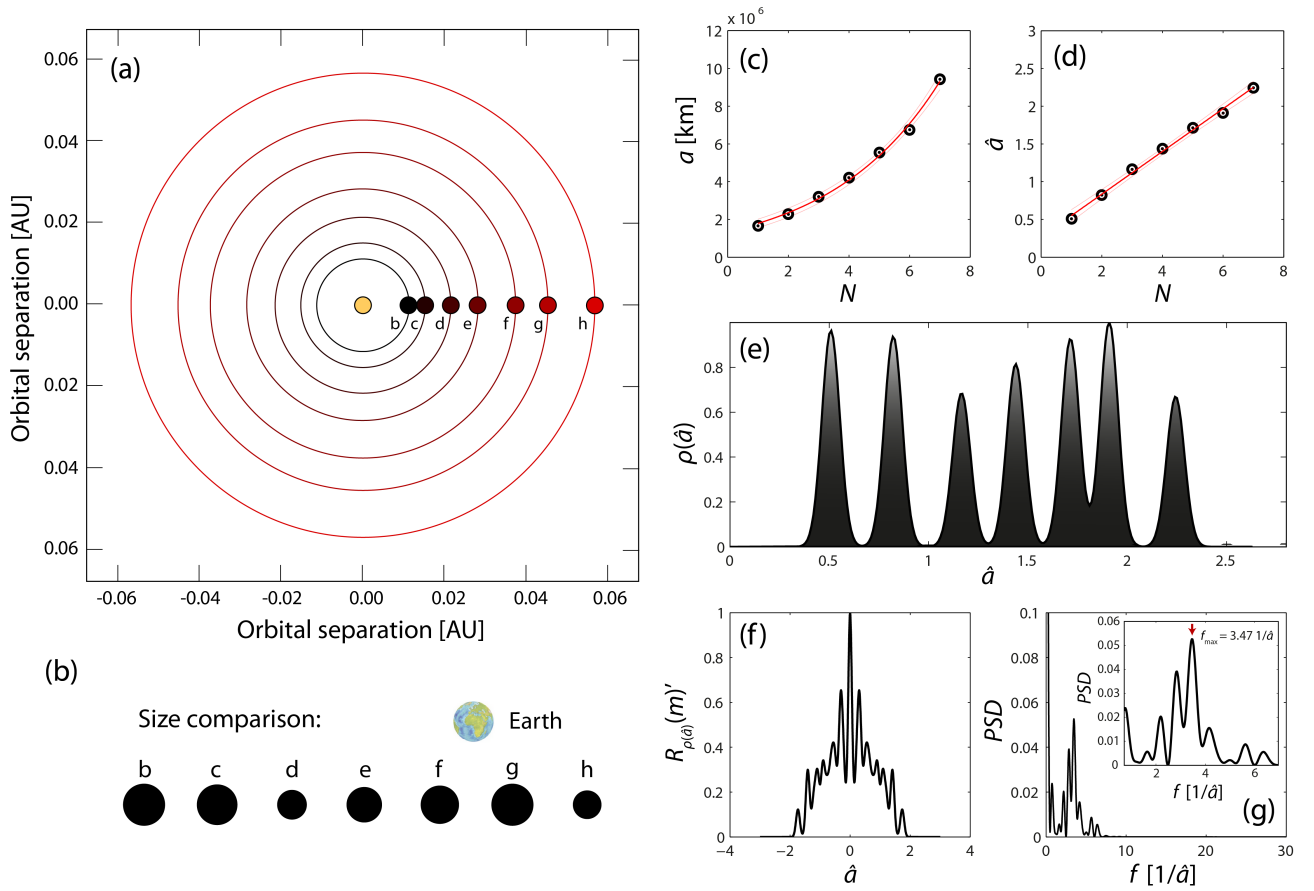 (a)
0.06
0.04
0.02
0.00
0.02
0.04
0.06
Orbital separation [AU]
b c d e f g h
-0.06 -0.04 -0.02 0.00 0.02 0.04 0.06
Orbital separation [AU]
(b)
Size comparison: Earth
b c d e f g h
x 10 6
(c)
12
10
8
6
4
2
0
a [km]
0 2 4 6 8
N
(d)
3
2.5
2
1.5
1
0.5
0
â
0 2 4 6 8
N
(e)
0.8
0.6
0.4
0.2
0
ρ(â)
0 0.5 1 1.5 2 2.5
â
(f)
1
0.8
0.6
0.4
0.2
0
Rρ(â)(m)′
−4 −2 0 2 4
â
0.1
0.08
0.06
0.04
0.02
0
PSD
0 10 20 30
f [1/â]
(g)
0.06
0.05
0.04
0.03
0.02
0.01
0
PSD
fmax = 3.47 1/â
2 4 6
f [1/â]